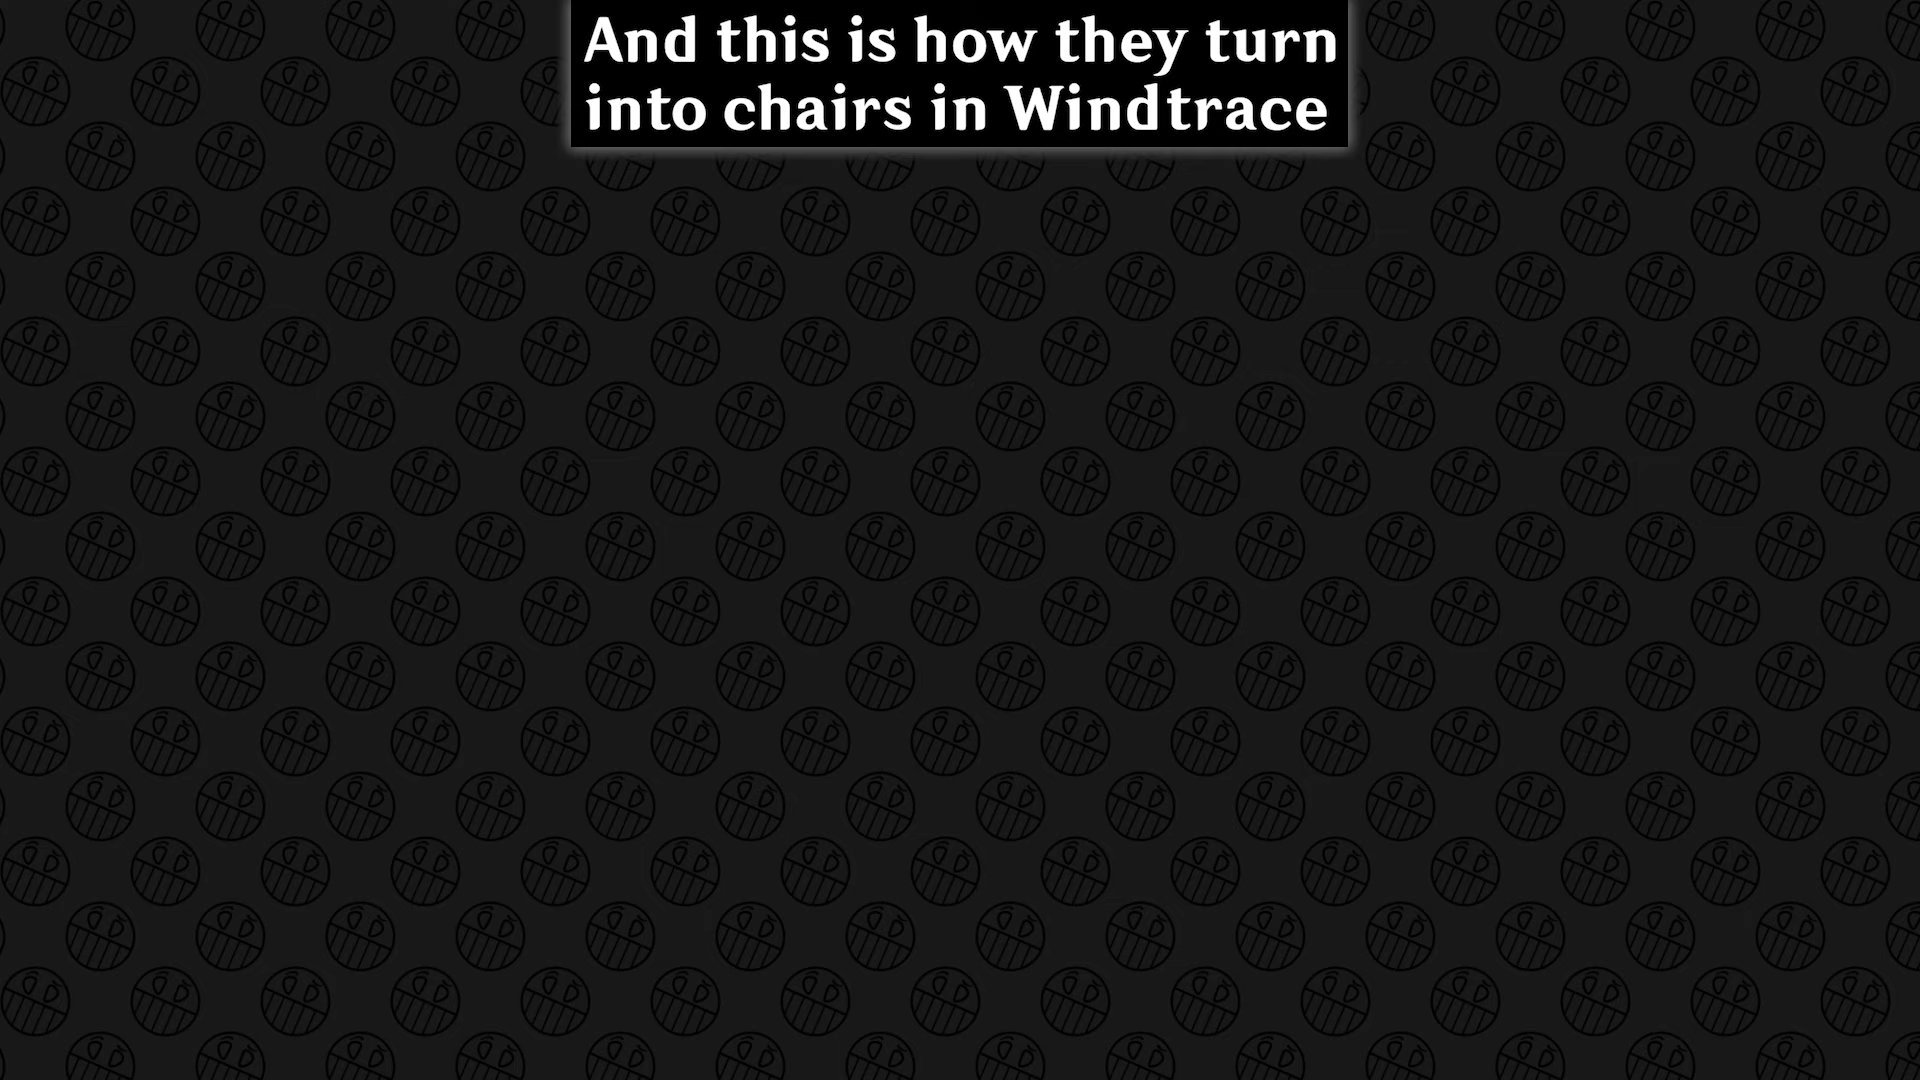 And this is how they turn
into chairs in Windtrace